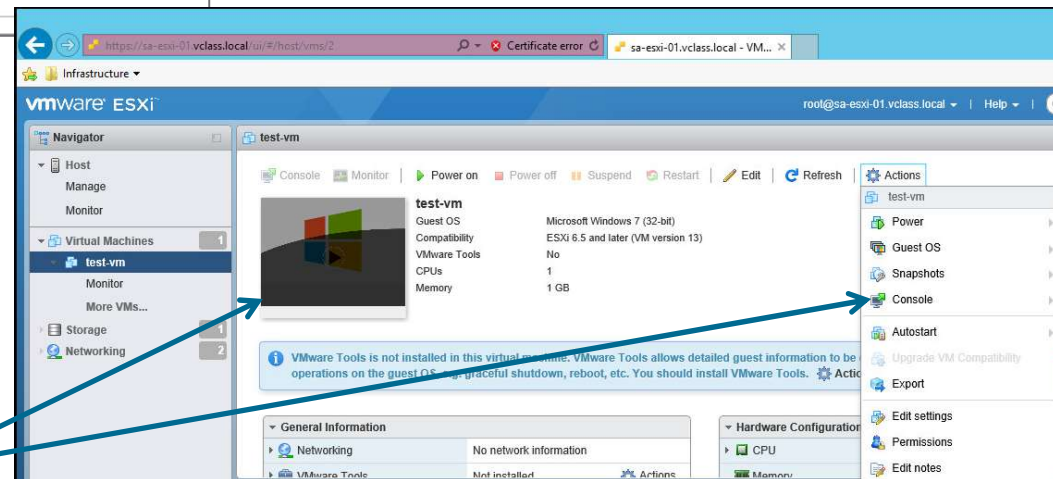 https://sa-esxi-01.vclass.local/ui/#/host/vms/2
Certificate error
sa-esxi-01.vclass.local - VM...
Infrastructure
vmware ESXi
root@sa-esxi-01.vclass.local
Help
Navigator
test-vm
Host
Manage
Monitor
Virtual Machines
1
test-vm
Monitor
More VMs...
Storage
1
Networking
2
Console
Monitor
Power on
Power off
Suspend
Restart
Edit
Refresh
Actions
test-vm
Guest OS
Microsoft Windows 7 (32-bit)
Compatibility
ESXi 6.5 and later (VM version 13)
VMware Tools
No
CPUs
1
Memory
1 GB
VMware Tools is not installed in this virtual machine. VMware Tools allows detailed guest information to be
operations on the guest OS, e.g. graceful shutdown, reboot, etc. You should install VMware Tools.
General Information
Networking
No network information
VMware Tools
Not installed
Actions
Hardware Configuration
CPU
Memory
test-vm
Power
Guest OS
Snapshots
Console
Autostart
Upgrade VM Compatibility
Export
Edit settings
Permissions
Edit notes